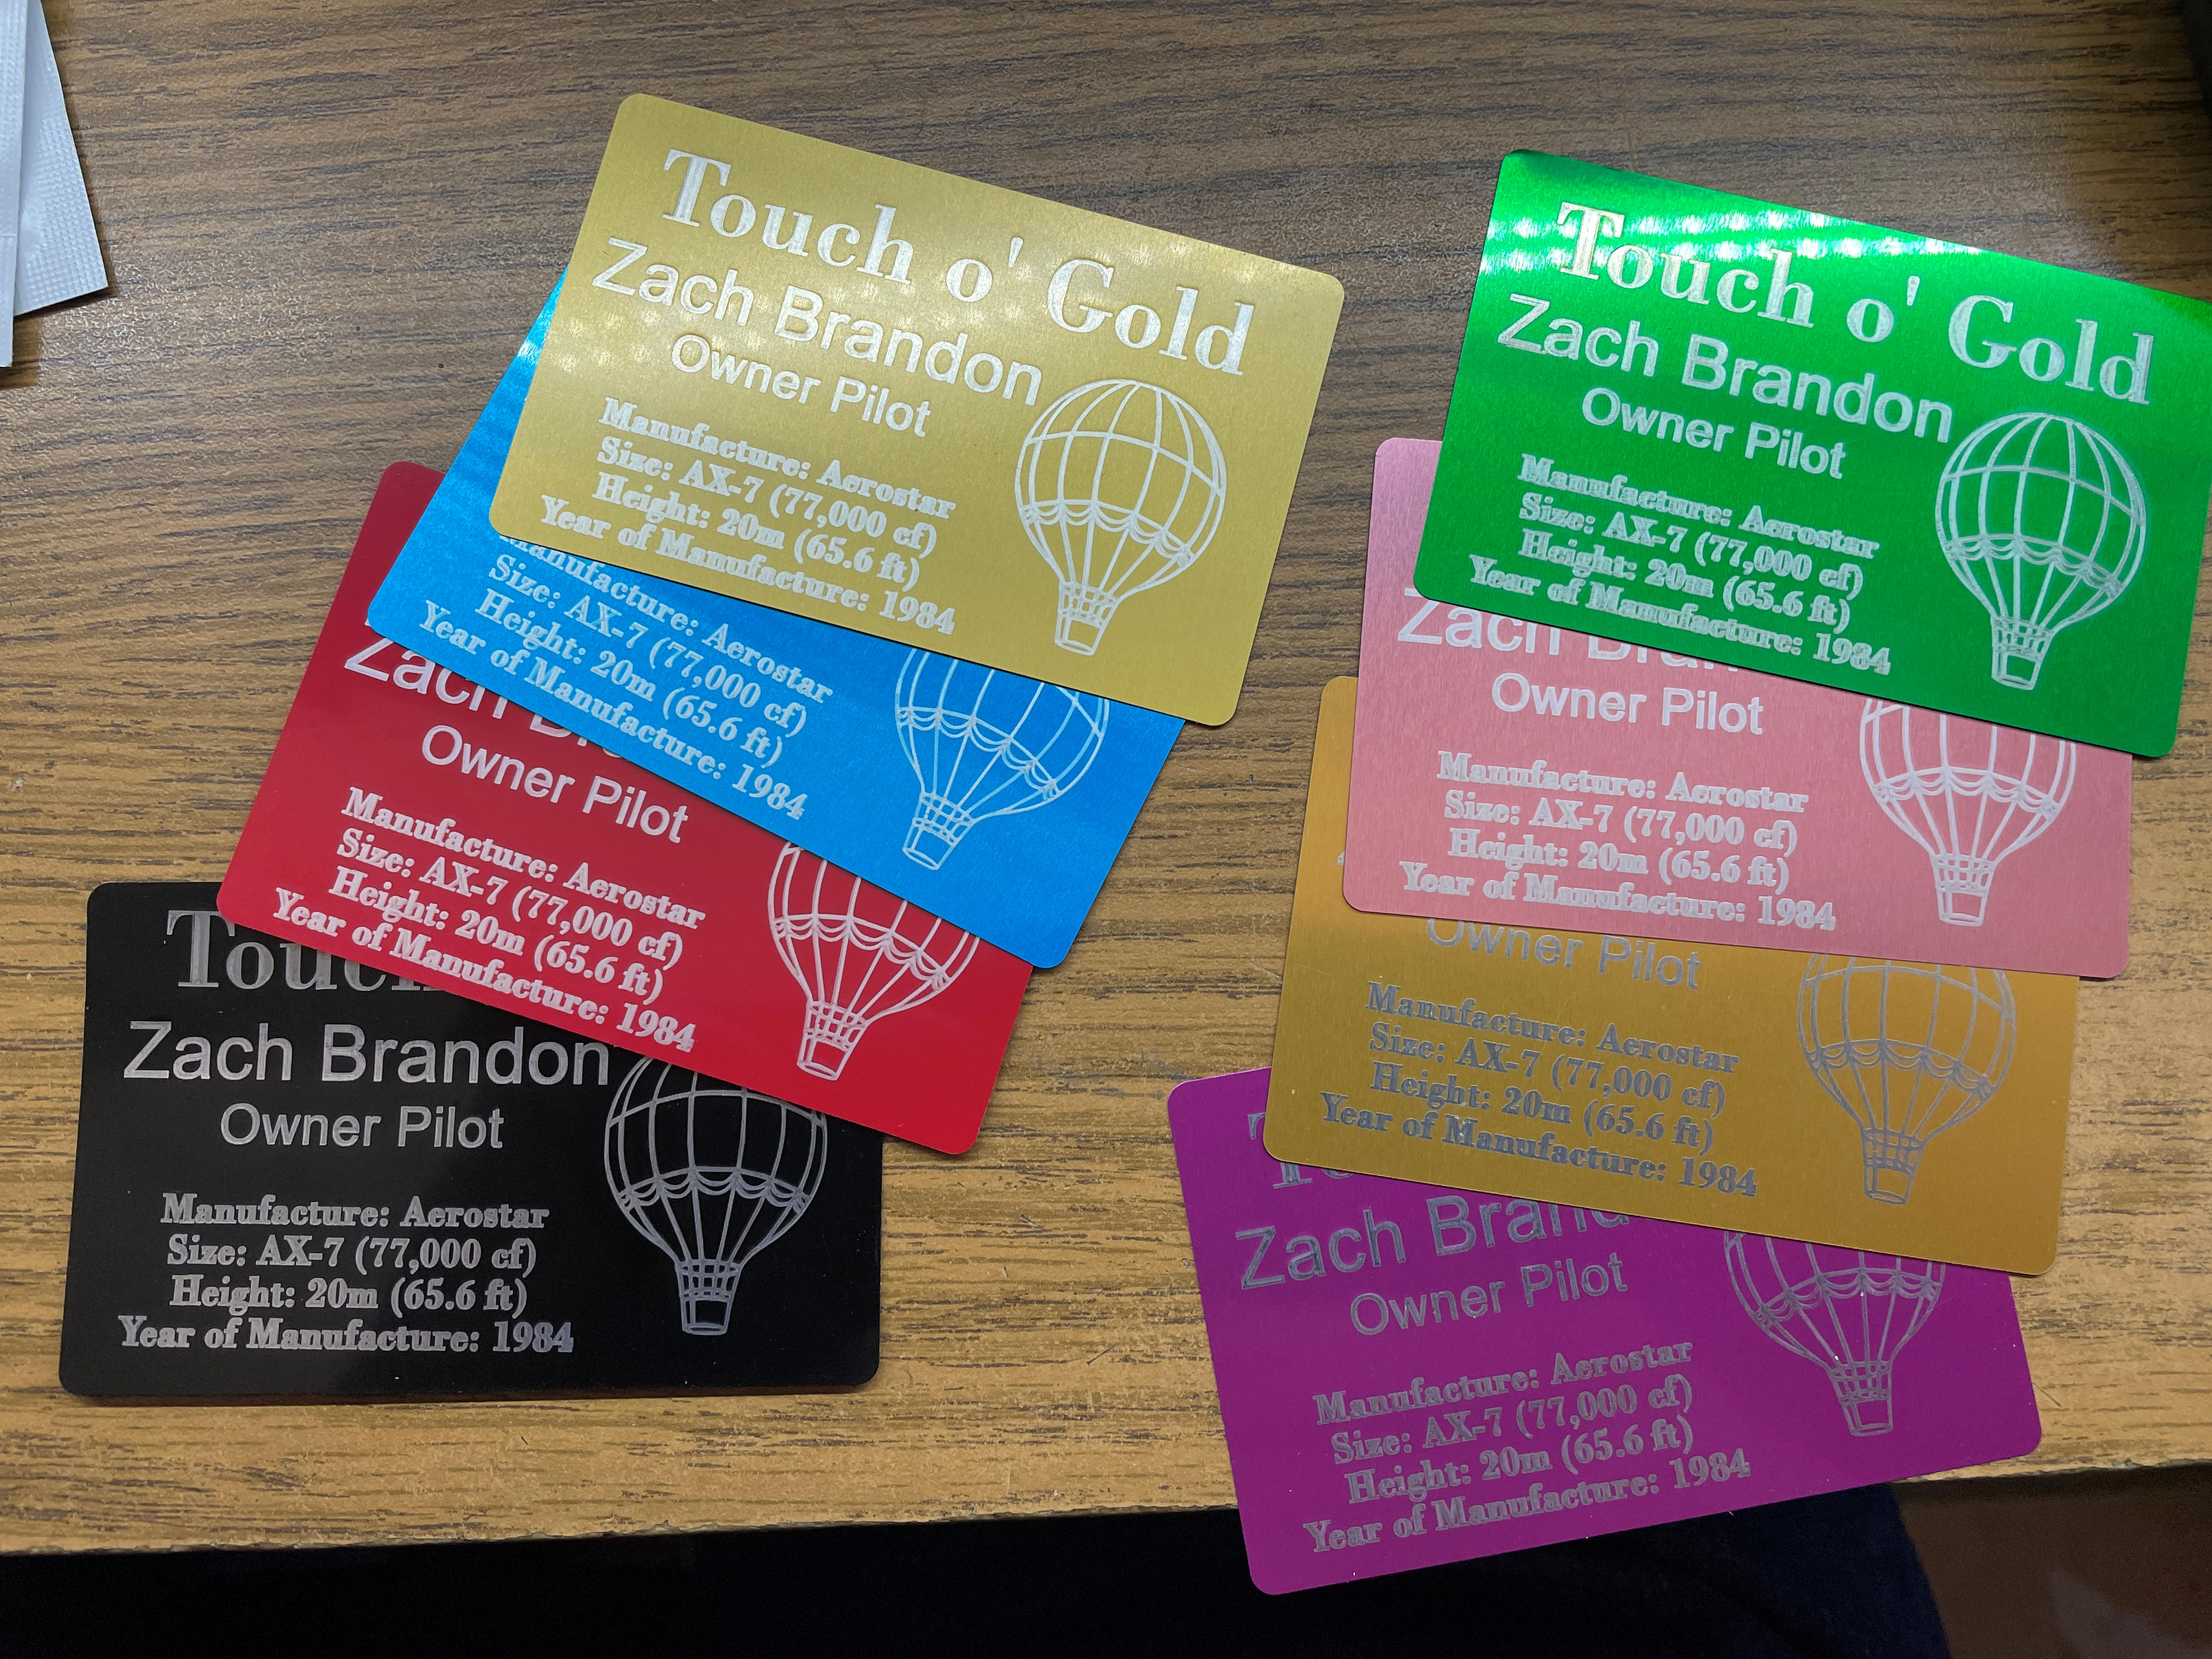 Touch o' Gold
Zach Brandon
Owner Pilot
Manufacture: Aerostar
Size: AX-7 (77,000 cf)
Height: 20m (65.6 ft)
Year of Manufacture: 1984
Manufacture: Aerostar
Size: AX-7 (77,000 cf)
Height: 20m (65.6 ft)
Year of Manufacture: 1984
Zach Br
Owner Pilot
Manufacture: Aerostar
Size: AX-7 (77,000 cf)
Height: 20m (65.6 ft)
Year of Manufacture: 1984
Touch
Zach Brandon
Owner Pilot
Manufacture: Aerostar
Size: AX-7 (77,000 cf)
Height: 20m (65.6 ft)
Year of Manufacture: 1984
Touch o' Gold
Zach Brandon
Owner Pilot
Manufacture: Aerostar
Size: AX-7 (77,000 cf)
Height: 20m (65.6 ft)
Year of Manufacture: 1984
Zach Bran
Owner Pilot
Manufacture: Aerostar
Size: AX-7 (77,000 cf)
Height: 20m (65.6 ft)
Year of Manufacture: 1984
Owner Pilot
Manufacture: Aerostar
Size: AX-7 (77,000 cf)
Height: 20m (65.6 ft)
Year of Manufacture: 1984
To
Zach Brand
Owner Pilot
Manufacture: Aerostar
Size: AX-7 (77,000 cf)
Height: 20m (65.6 ft)
Year of Manufacture: 1984